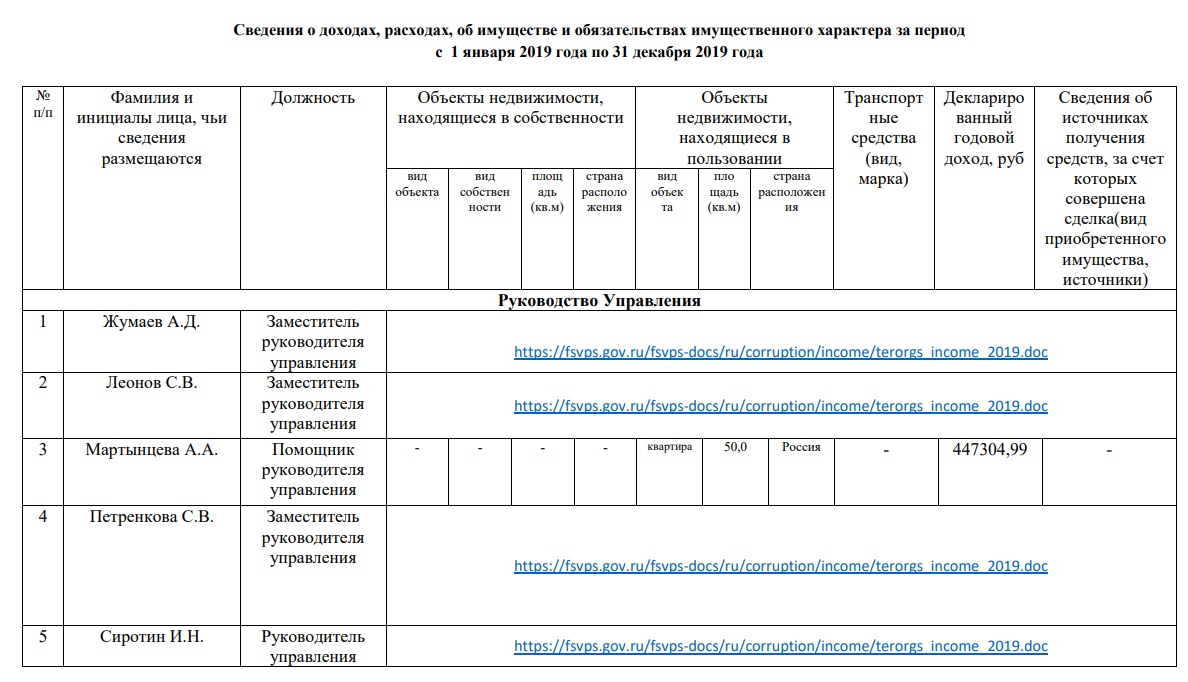 Сведения о доходах, расходах, об имуществе и обязательствах имущественного характера за период
с 1 января 2019 года по 31 декабря 2019 года
№
п/п
Фамилия и
инициалы лица, чьи
сведения
размещаются
Должность
Объекты недвижимости,
находящиеся в собственности
Объекты
недвижимости,
находящиеся в
пользовании
Транспорт
ные
средства
(вид,
марка)
Деклариро
ванный
годовой
доход, руб
Сведения об
источниках
получения
средств, за счет
которых
совершена
сделка(вид
приобретенного
имущества,
источники)
вид
объекта
вид
собствен
ности
площ
адь
(кв.м)
страна
располо
жения
вид
объек
та
пло
щадь
(кв.м)
страна
расположен
ия
Руководство Управления
1
Жумаев А.Д.
Заместитель
руководителя
управления
https://fsvps.gov.ru/fsvps-docs/ru/corruption/income/terorgs_income_2019.doc
2
Леонов С.В.
Заместитель
руководителя
управления
https://fsvps.gov.ru/fsvps-docs/ru/corruption/income/terorgs_income_2019.doc
3
Мартынцева А.А.
Помощник
руководителя
управления
-
-
-
-
квартира
50,0
Россия
-
447304,99
-
4
Петренкова С.В.
Заместитель
руководителя
управления
https://fsvps.gov.ru/fsvps-docs/ru/corruption/income/terorgs_income_2019.doc
5
Сиротин И.Н.
Руководитель
управления
https://fsvps.gov.ru/fsvps-docs/ru/corruption/income/terorgs_income_2019.doc